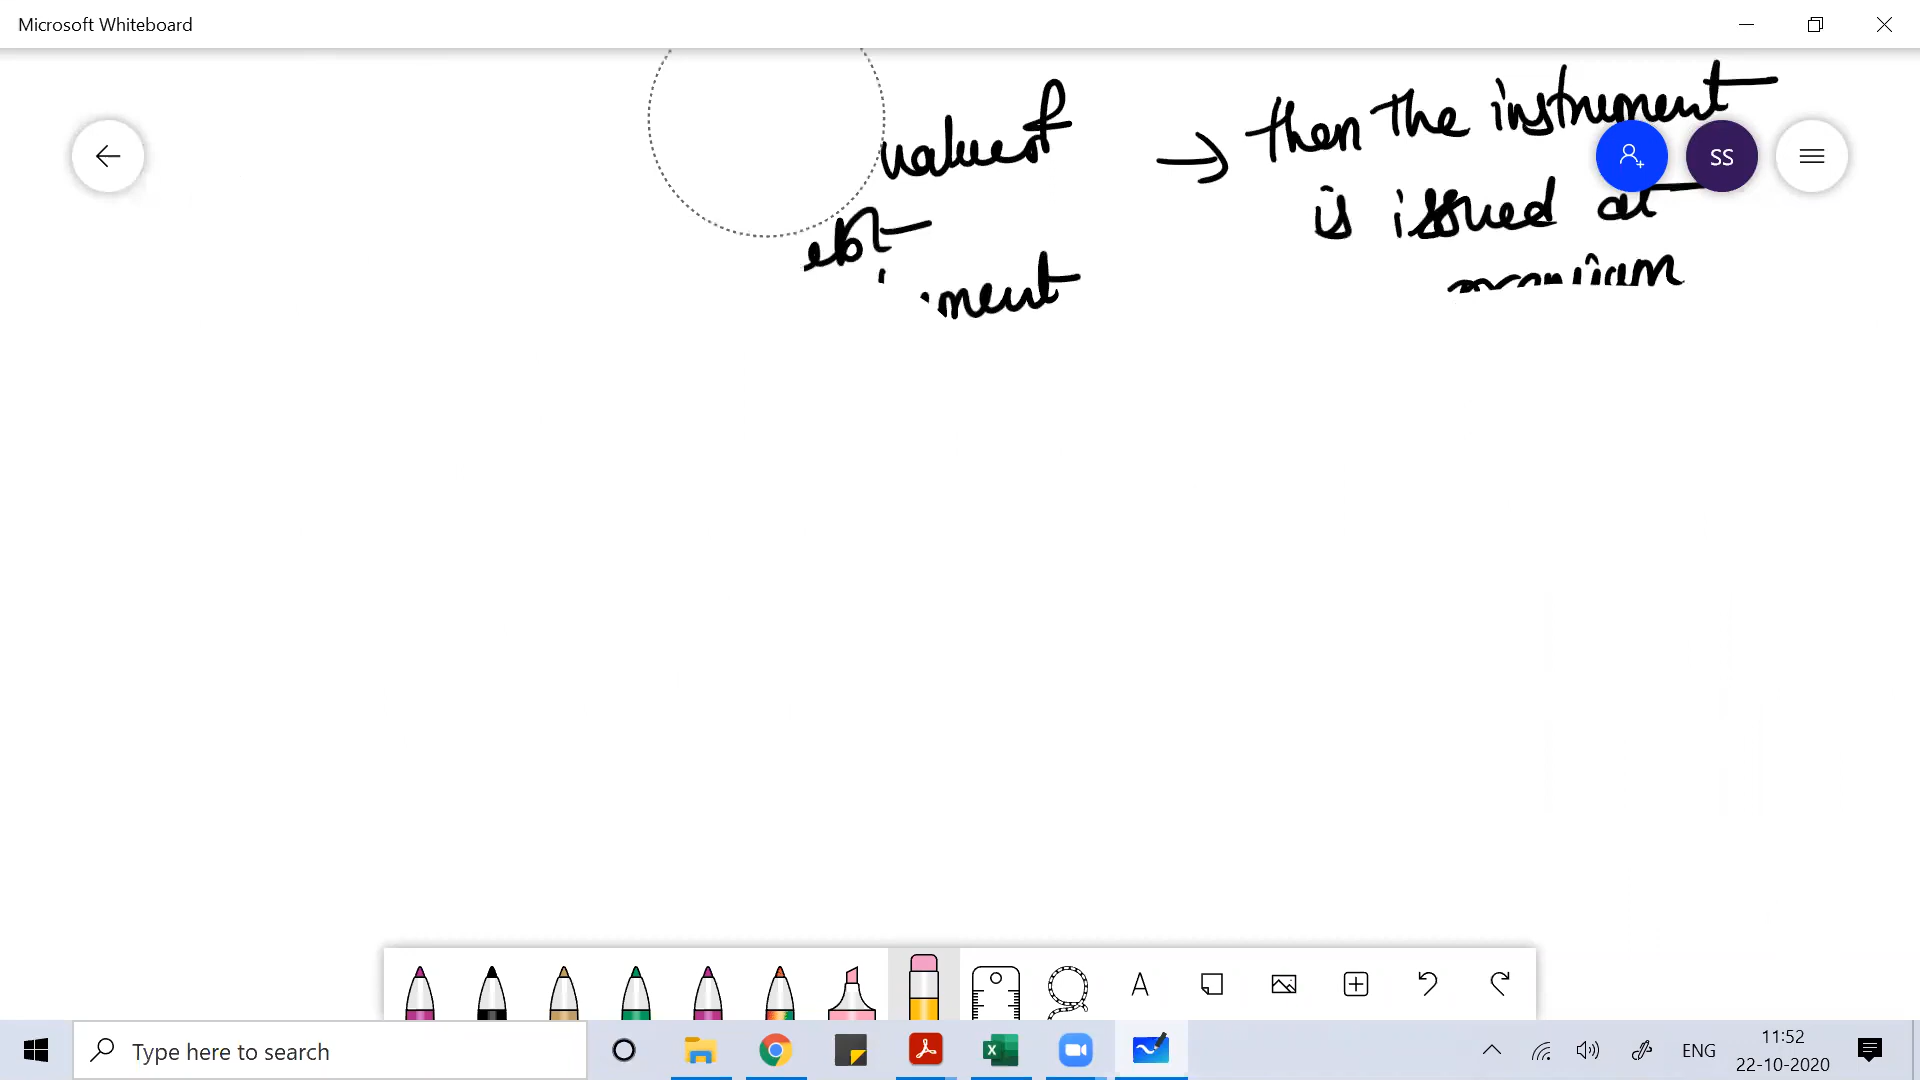 Microsoft Whiteboard
value of → then the instrument
is issued at
ment
SS
A
Type here to search
ENG
11:52
22-10-2020